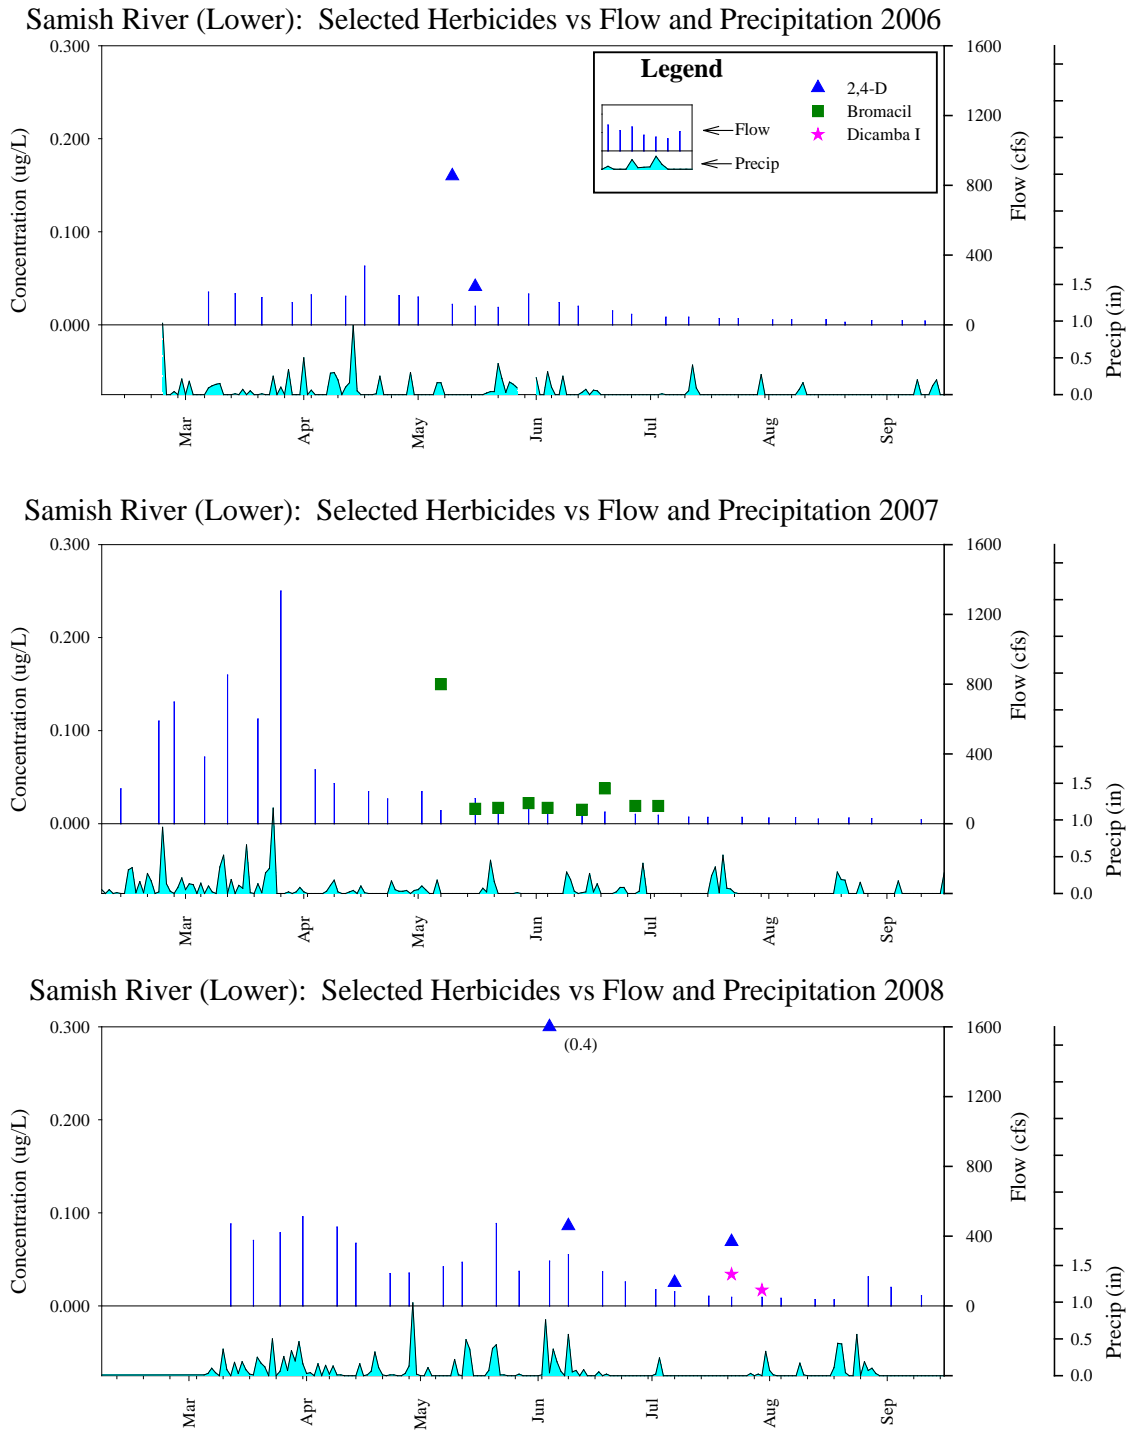 Samish River (Lower): Selected Herbicides vs Flow and Precipitation 2006
0.300
0.200
0.100
0.000
Concentration (ug/L)
Legend
Flow
Precip
2,4-D
Bromacil
Dicamba I
1600
1200
800
400
0
Flow (cfs)
1.5
1.0
0.5
0.0
Precip (in)
Mar
Apr
May
Jun
Jul
Aug
Sep
Samish River (Lower): Selected Herbicides vs Flow and Precipitation 2007
0.300
0.200
0.100
0.000
Concentration (ug/L)
1600
1200
800
400
0
Flow (cfs)
1.5
1.0
0.5
0.0
Precip (in)
Mar
Apr
May
Jun
Jul
Aug
Sep
Samish River (Lower): Selected Herbicides vs Flow and Precipitation 2008
0.300
0.200
0.100
0.000
Concentration (ug/L)
(0.4)
1600
1200
800
400
0
Flow (cfs)
1.5
1.0
0.5
0.0
Precip (in)
Mar
Apr
May
Jun
Jul
Aug
Sep